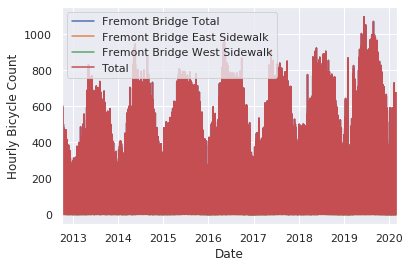 Fremont Bridge Total
Fremont Bridge East Sidewalk
Fremont Bridge West Sidewalk
Total
Hourly Bicycle Count
1000
800
600
400
200
0
2013 2014 2015 2016 2017 2018 2019 2020
Date